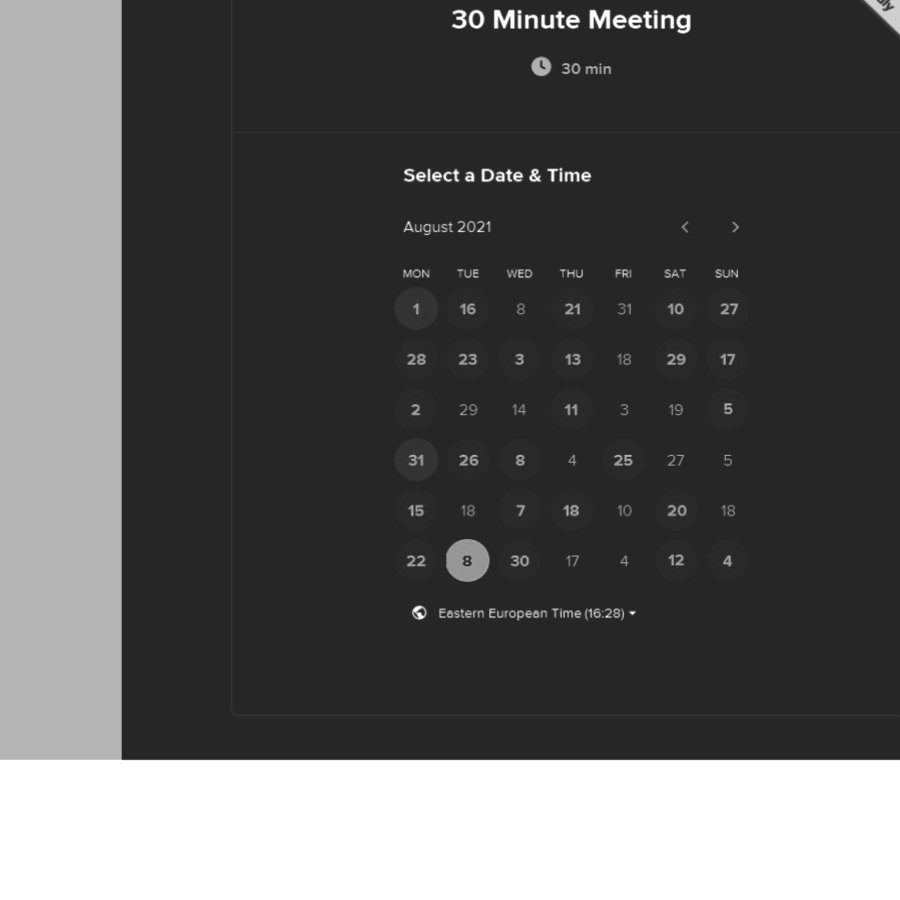 30 Minute Meeting
30 min
Select a Date & Time
August 2021
MON TUE WED THU FRI SAT SUN
1 16 8 21 31 10 27
28 23 3 13 18 29 17
2 29 14 11 3 19 5
31 26 8 4 25 27 5
15 18 7 18 10 20 18
22 8 30 17 4 12 4
Eastern European Time (16:28)